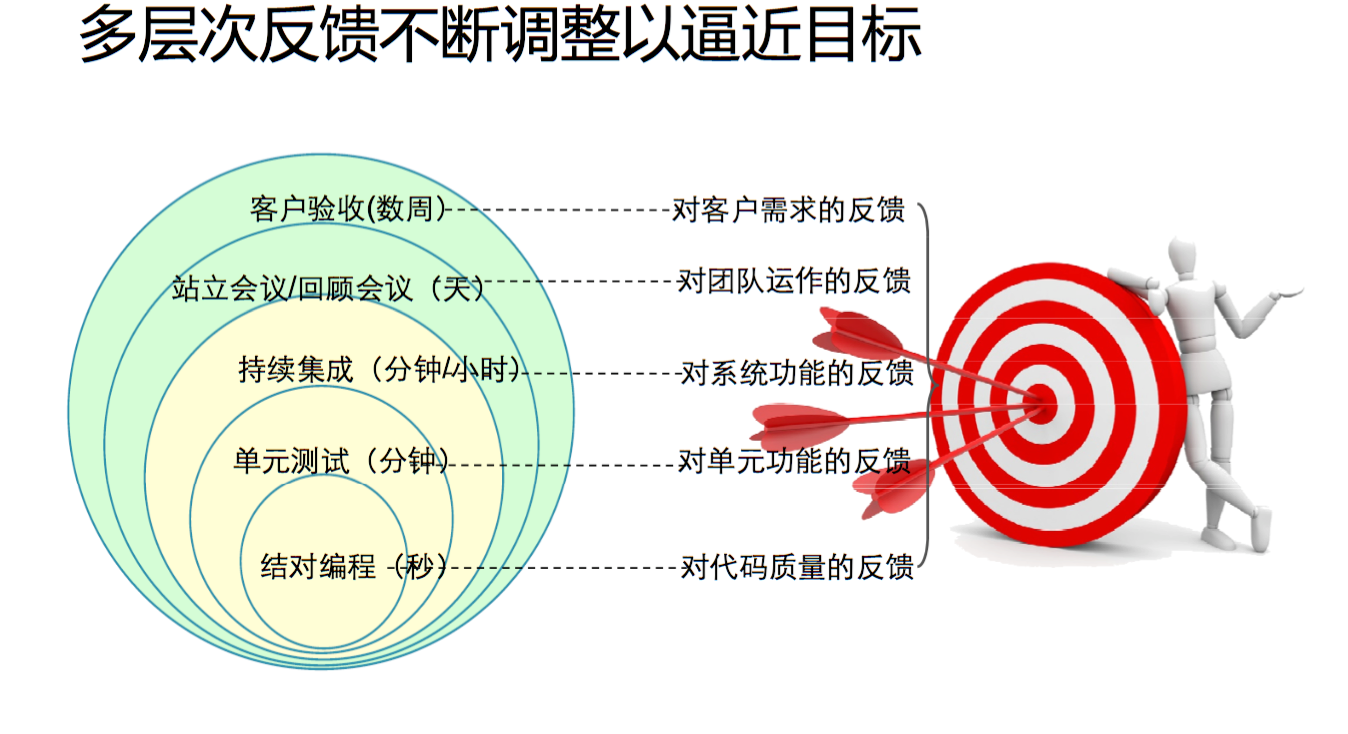 多层次反馈不断调整以逼近目标
客户验收(数周） 对客户需求的反馈
站立会议/回顾会议（天） 对团队运作的反馈
持续集成（分钟/小时） 对系统功能的反馈
单元测试（分钟） 对单元功能的反馈
结对编程（秒） 对代码质量的反馈